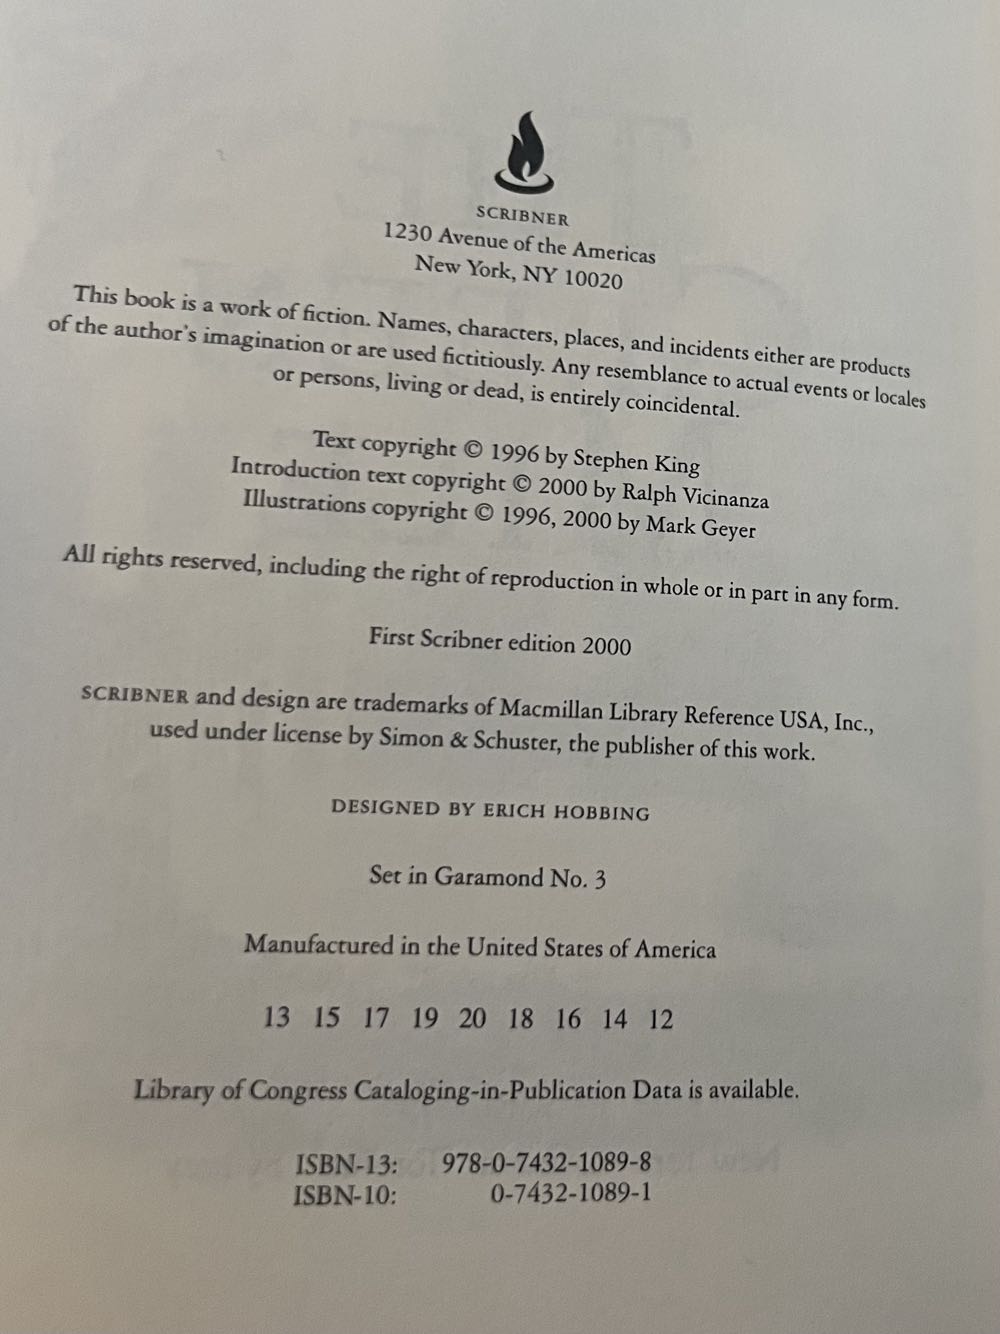 SCRIBNER
1230 Avenue of the Americas
New York, NY 10020
This book is a work of fiction. Names, characters, places, and incidents either are products
of the author's imagination or are used fictitiously. Any resemblance to actual events or locales
or persons, living or dead, is entirely coincidental.
Text copyright © 1996 by Stephen King
Introduction text copyright © 2000 by Ralph Vicinanza
Illustrations copyright © 1996, 2000 by Mark Geyer
All rights reserved, including the right of reproduction in whole or in part in any form.
First Scribner edition 2000
SCRIBNER and design are trademarks of Macmillan Library Reference USA, Inc.,
used under license by Simon & Schuster, the publisher of this work.
DESIGNED BY ERICH HOBBING
Set in Garamond No. 3
Manufactured in the United States of America
13 15 17 19 20 18 16 14 12
Library of Congress Cataloging-in-Publication Data is available.
ISBN-13: 978-0-7432-1089-8
ISBN-10: 0-7432-1089-1